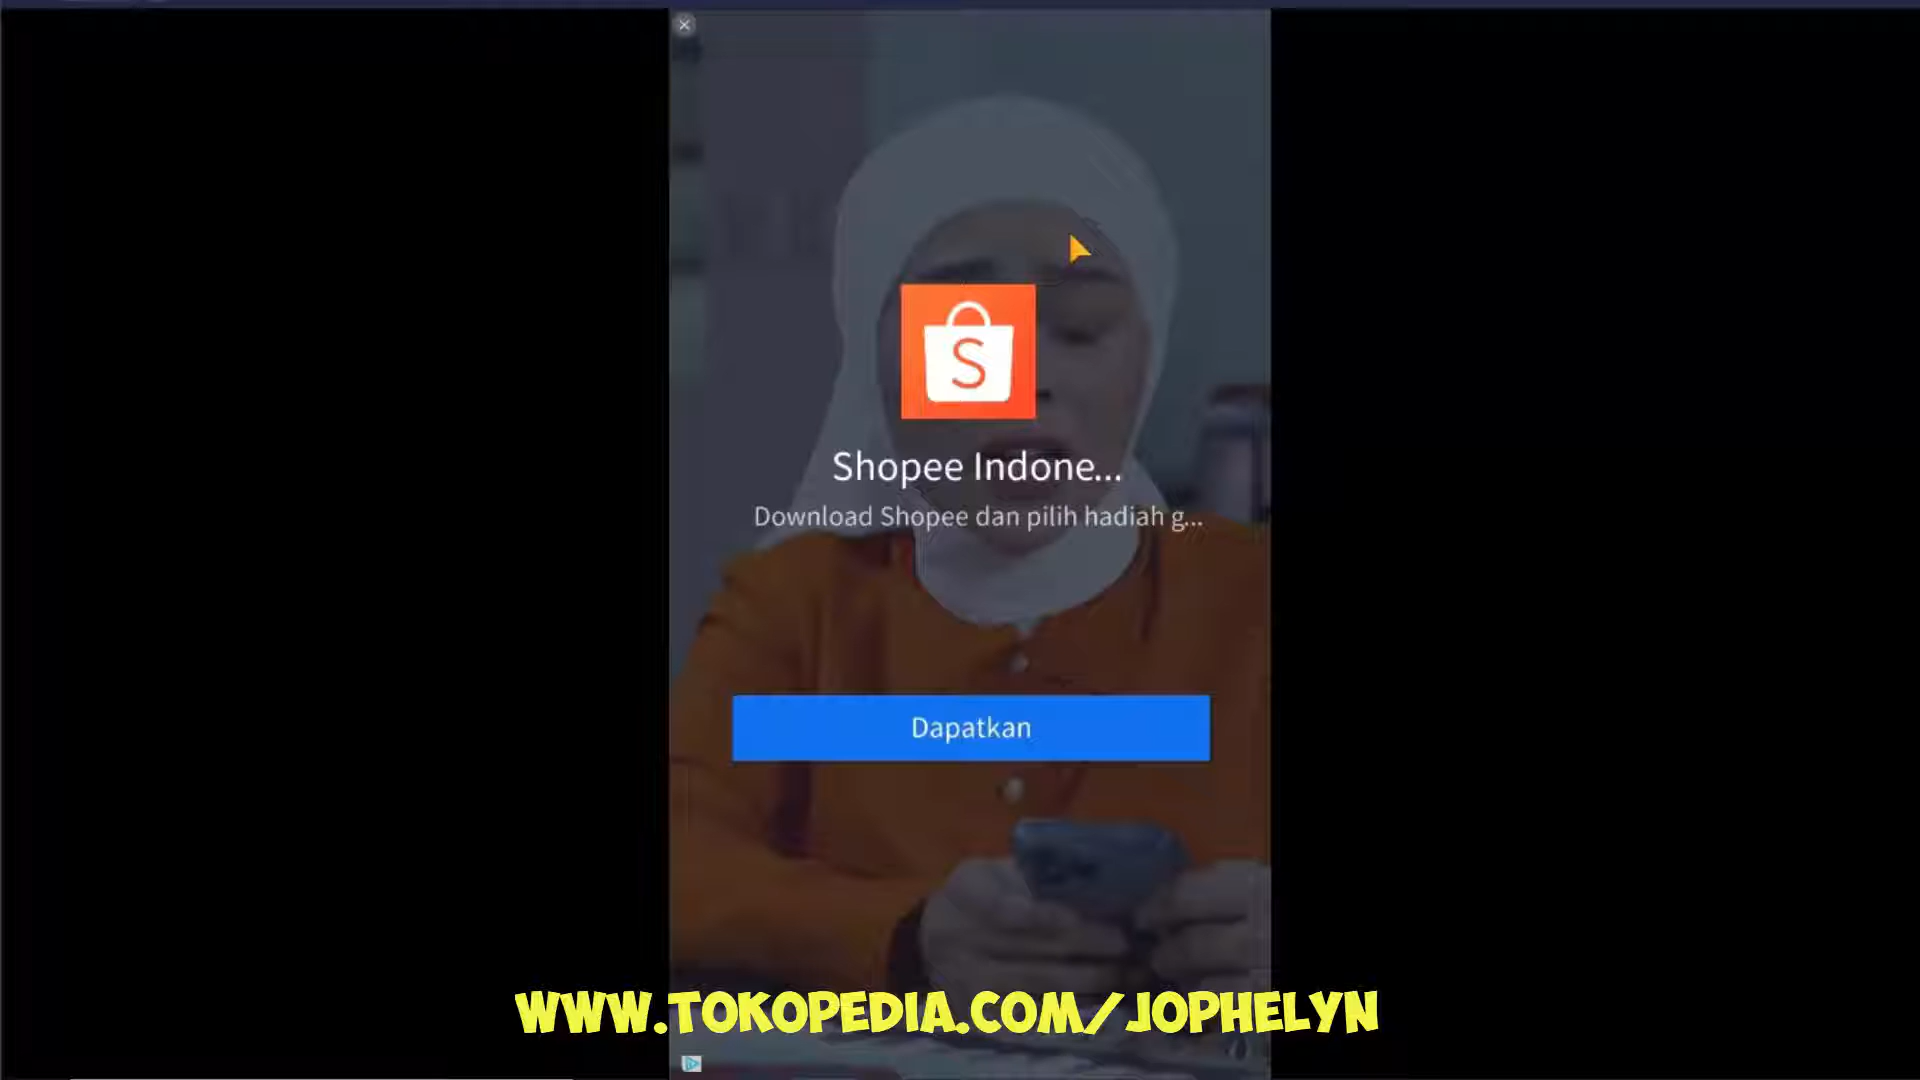 S
Shopee Indone...
Download Shopee dan pilih hadiah g...
Dapatkan
WWW.TOKOPEDIA.COM/JOPHELYN